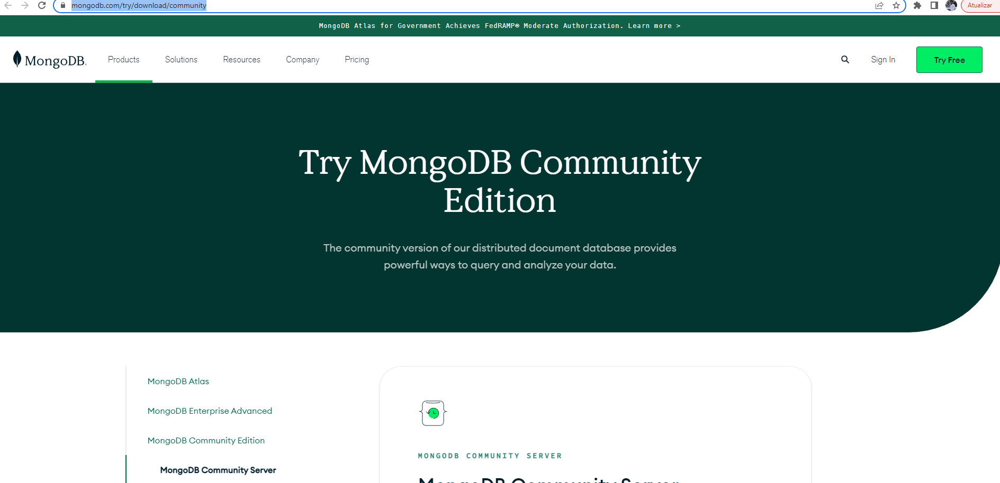 mongodb.com/try/download/community
Atualizar
MongoDB Atlas for Government Achieves FedRAMP® Moderate Authorization. Learn more >
MongoDB.
Products
Solutions
Resources
Company
Pricing
Sign In
Try Free
Try MongoDB Community
Edition
The community version of our distributed document database provides
powerful ways to query and analyze your data.
MongoDB Atlas
MongoDB Enterprise Advanced
MongoDB Community Edition
MongoDB Community Server
MONGODB COMMUNITY SERVER
MongoDB Community Server